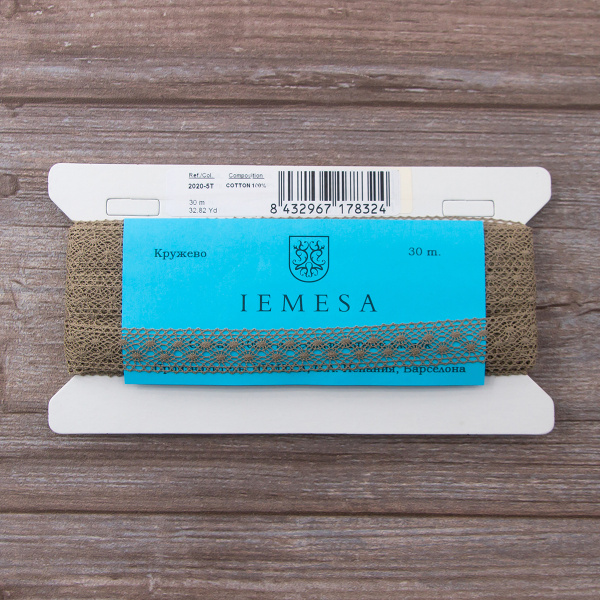 Ref./Col. Composition
2020-5T COTTON 100%
30 m
32,82 Yd
8 432967 178324
Кружево 30 m.
IEMESA
Испания, Барселона